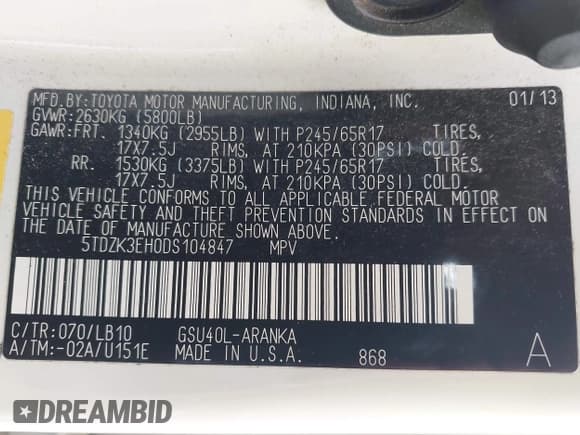 MFD.BY:TOYOTA MOTOR MANUFACTURING, INDIANA, INC. 01/13
GVWR:2630KG (5800LB)
GAWR:FRT. 1340KG (2955LB) WITH P245/65R17 TIRES,
17X7.5J RIMS, AT 210KPA (30PSI) COLD.
RR. 1530KG (3375LB) WITH P245/65R17 TIRES,
17X7.5J RIMS, AT 210KPA (30PSI) COLD.
THIS VEHICLE CONFORMS TO ALL APPLICABLE FEDERAL MOTOR
VEHICLE SAFETY AND THEFT PREVENTION STANDARDS IN EFFECT ON
THE DATE OF MANUFACTURE SHOWN ABOVE.
5TDZK3EH0DS104847 MPV
C/TR:070/LB10 GSU40L-ARANKA
A/TM:-02A/U151E MADE IN U.S.A. 868 A
DREAMBID